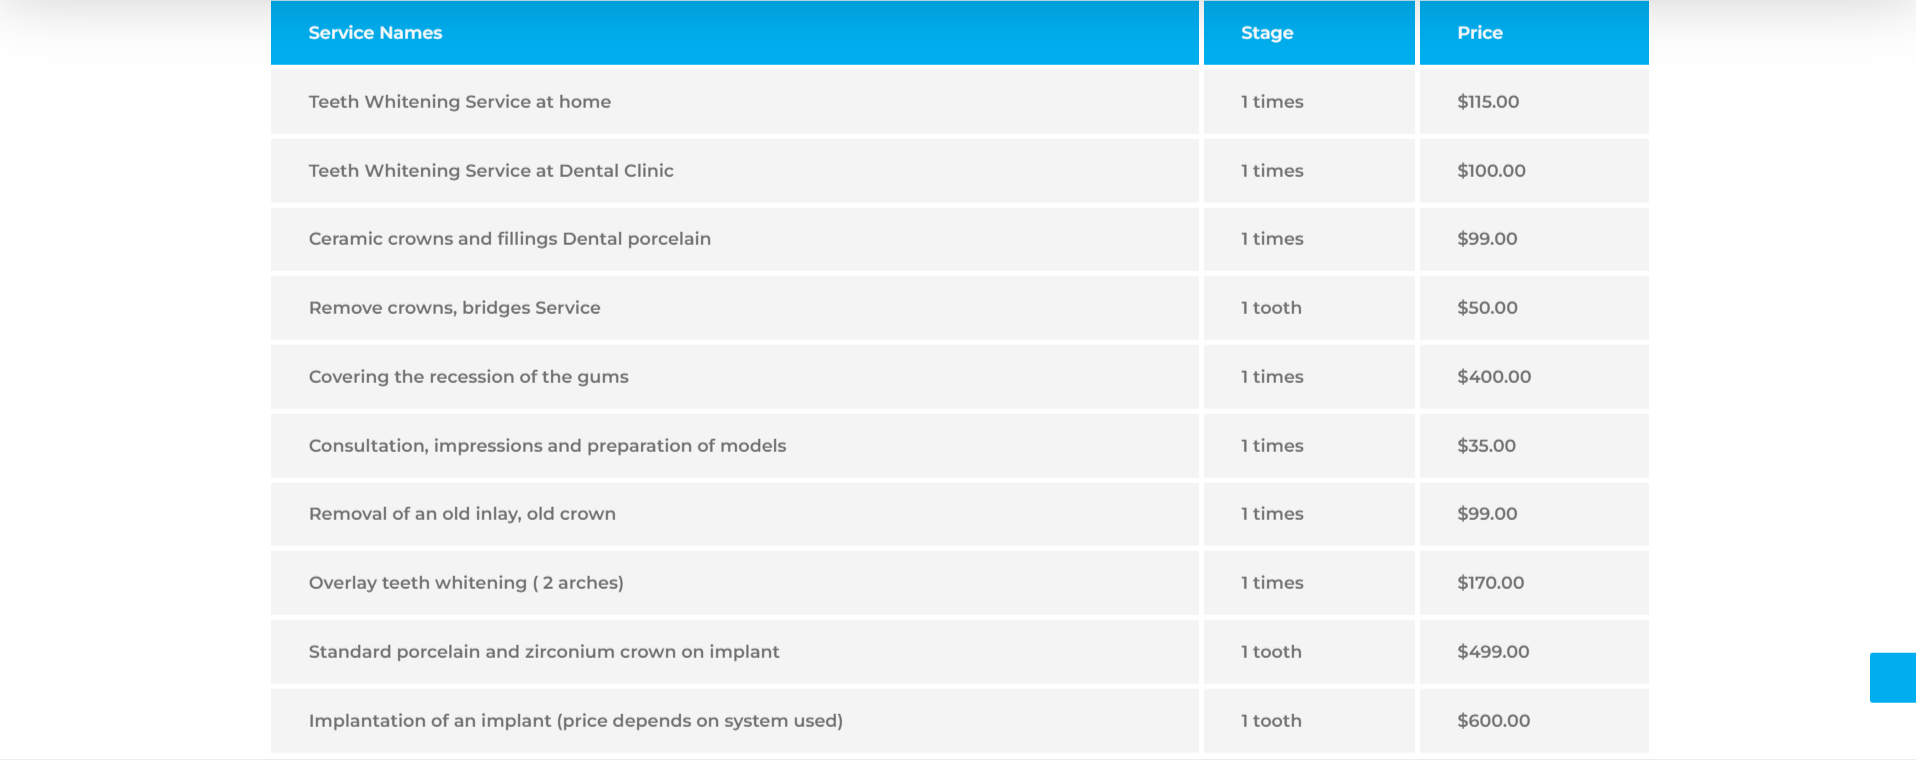 Service Names Stage Price
Teeth Whitening Service at home 1 times $115.00
Teeth Whitening Service at Dental Clinic 1 times $100.00
Ceramic crowns and fillings Dental porcelain 1 times $99.00
Remove crowns, bridges Service 1 tooth $50.00
Covering the recession of the gums 1 times $400.00
Consultation, impressions and preparation of models 1 times $35.00
Removal of an old inlay, old crown 1 times $99.00
Overlay teeth whitening ( 2 arches) 1 times $170.00
Standard porcelain and zirconium crown on implant 1 tooth $499.00
Implantation of an implant (price depends on system used) 1 tooth $600.00